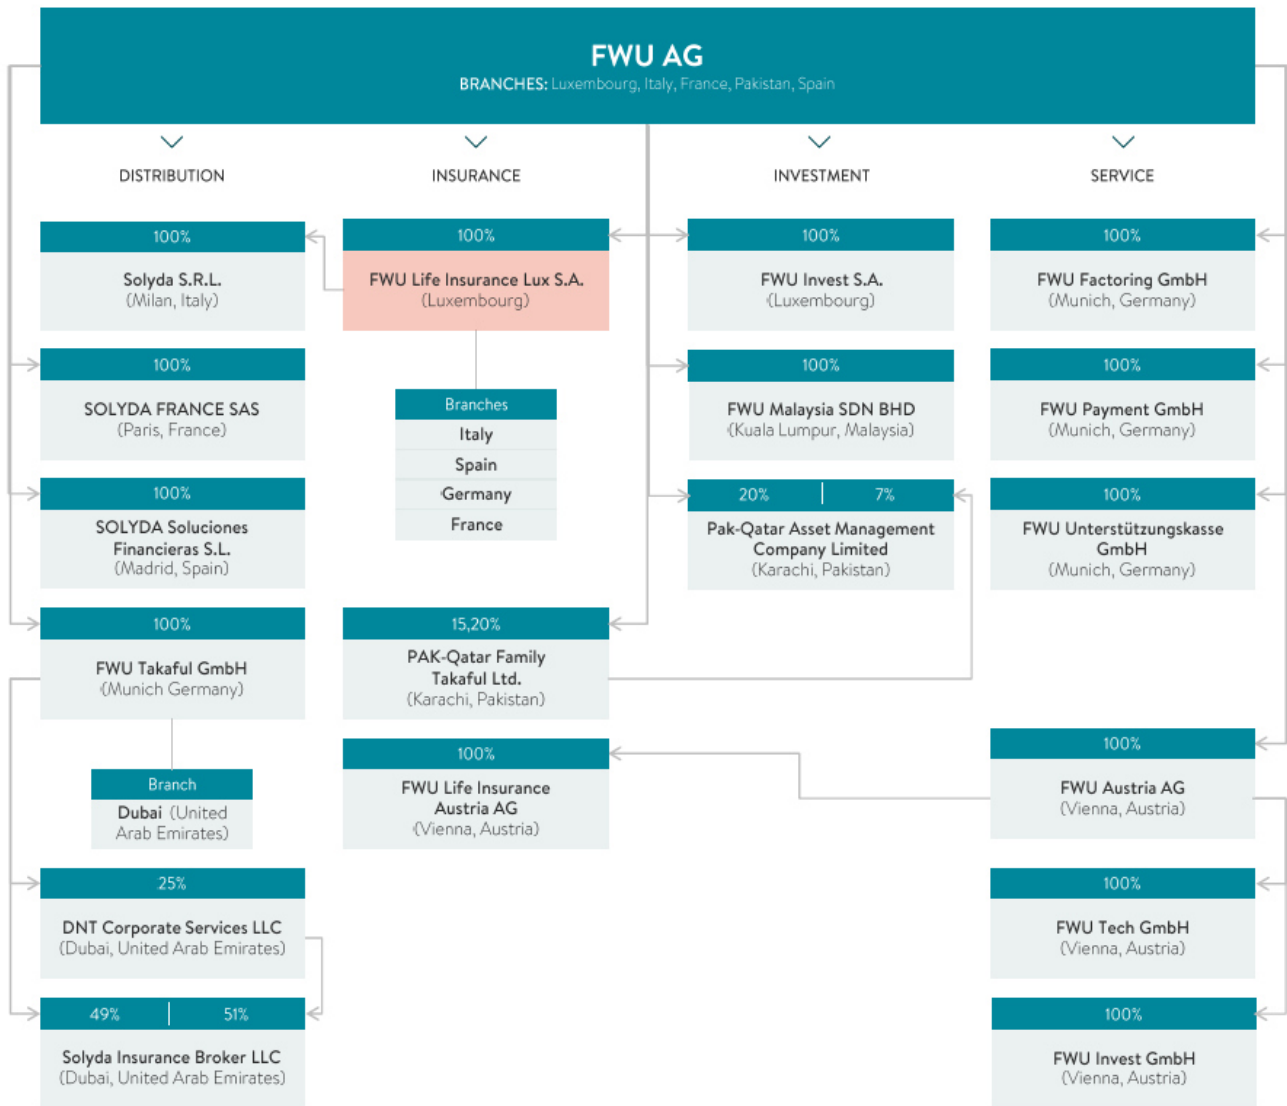 FWU AG
BRANCHES: Luxembourg, Italy, France, Pakistan, Spain
DISTRIBUTION
100%
Solyda S.R.L.
(Milan, Italy)
100%
SOLYDA FRANCE SAS
(Paris, France)
100%
SOLYDA Soluciones
Financieras S.L.
(Madrid, Spain)
100%
FWU Takaful GmbH
(Munich Germany)
Branch
Dubai (United
Arab Emirates)
25%
DNT Corporate Services LLC
(Dubai, United Arab Emirates)
49% 51%
Solyda Insurance Broker LLC
(Dubai, United Arab Emirates)
INSURANCE
100%
FWU Life Insurance Lux S.A.
(Luxembourg)
Branches
Italy
Spain
Germany
France
15,20%
PAK-Qatar Family
Takaful Ltd.
(Karachi, Pakistan)
100%
FWU Life Insurance
Austria AG
(Vienna, Austria)
INVESTMENT
100%
FWU Invest S.A.
(Luxembourg)
100%
FWU Malaysia SDN BHD
(Kuala Lumpur, Malaysia)
20% 7%
Pak-Qatar Asset Management
Company Limited
(Karachi, Pakistan)
SERVICE
100%
FWU Factoring GmbH
(Munich, Germany)
100%
FWU Payment GmbH
(Munich, Germany)
100%
FWU Unterstützungskasse
GmbH
(Munich, Germany)
100%
FWU Austria AG
(Vienna, Austria)
100%
FWU Tech GmbH
(Vienna, Austria)
100%
FWU Invest GmbH
(Vienna, Austria)